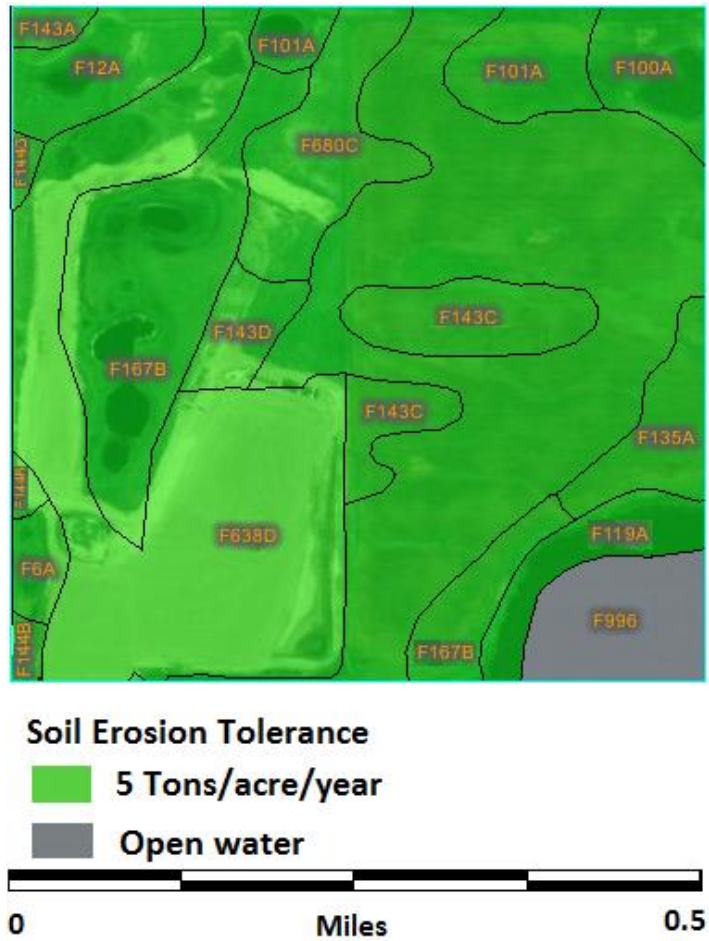 F143A
F101A
F12A
F101A
F100A
F680C
F144B
F143C
F143D
F167B
F143C
F135A
F638D
F119A
F6A
F996
F144B
F167B
Soil Erosion Tolerance
5 Tons/acre/year
Open water
0 Miles 0.5